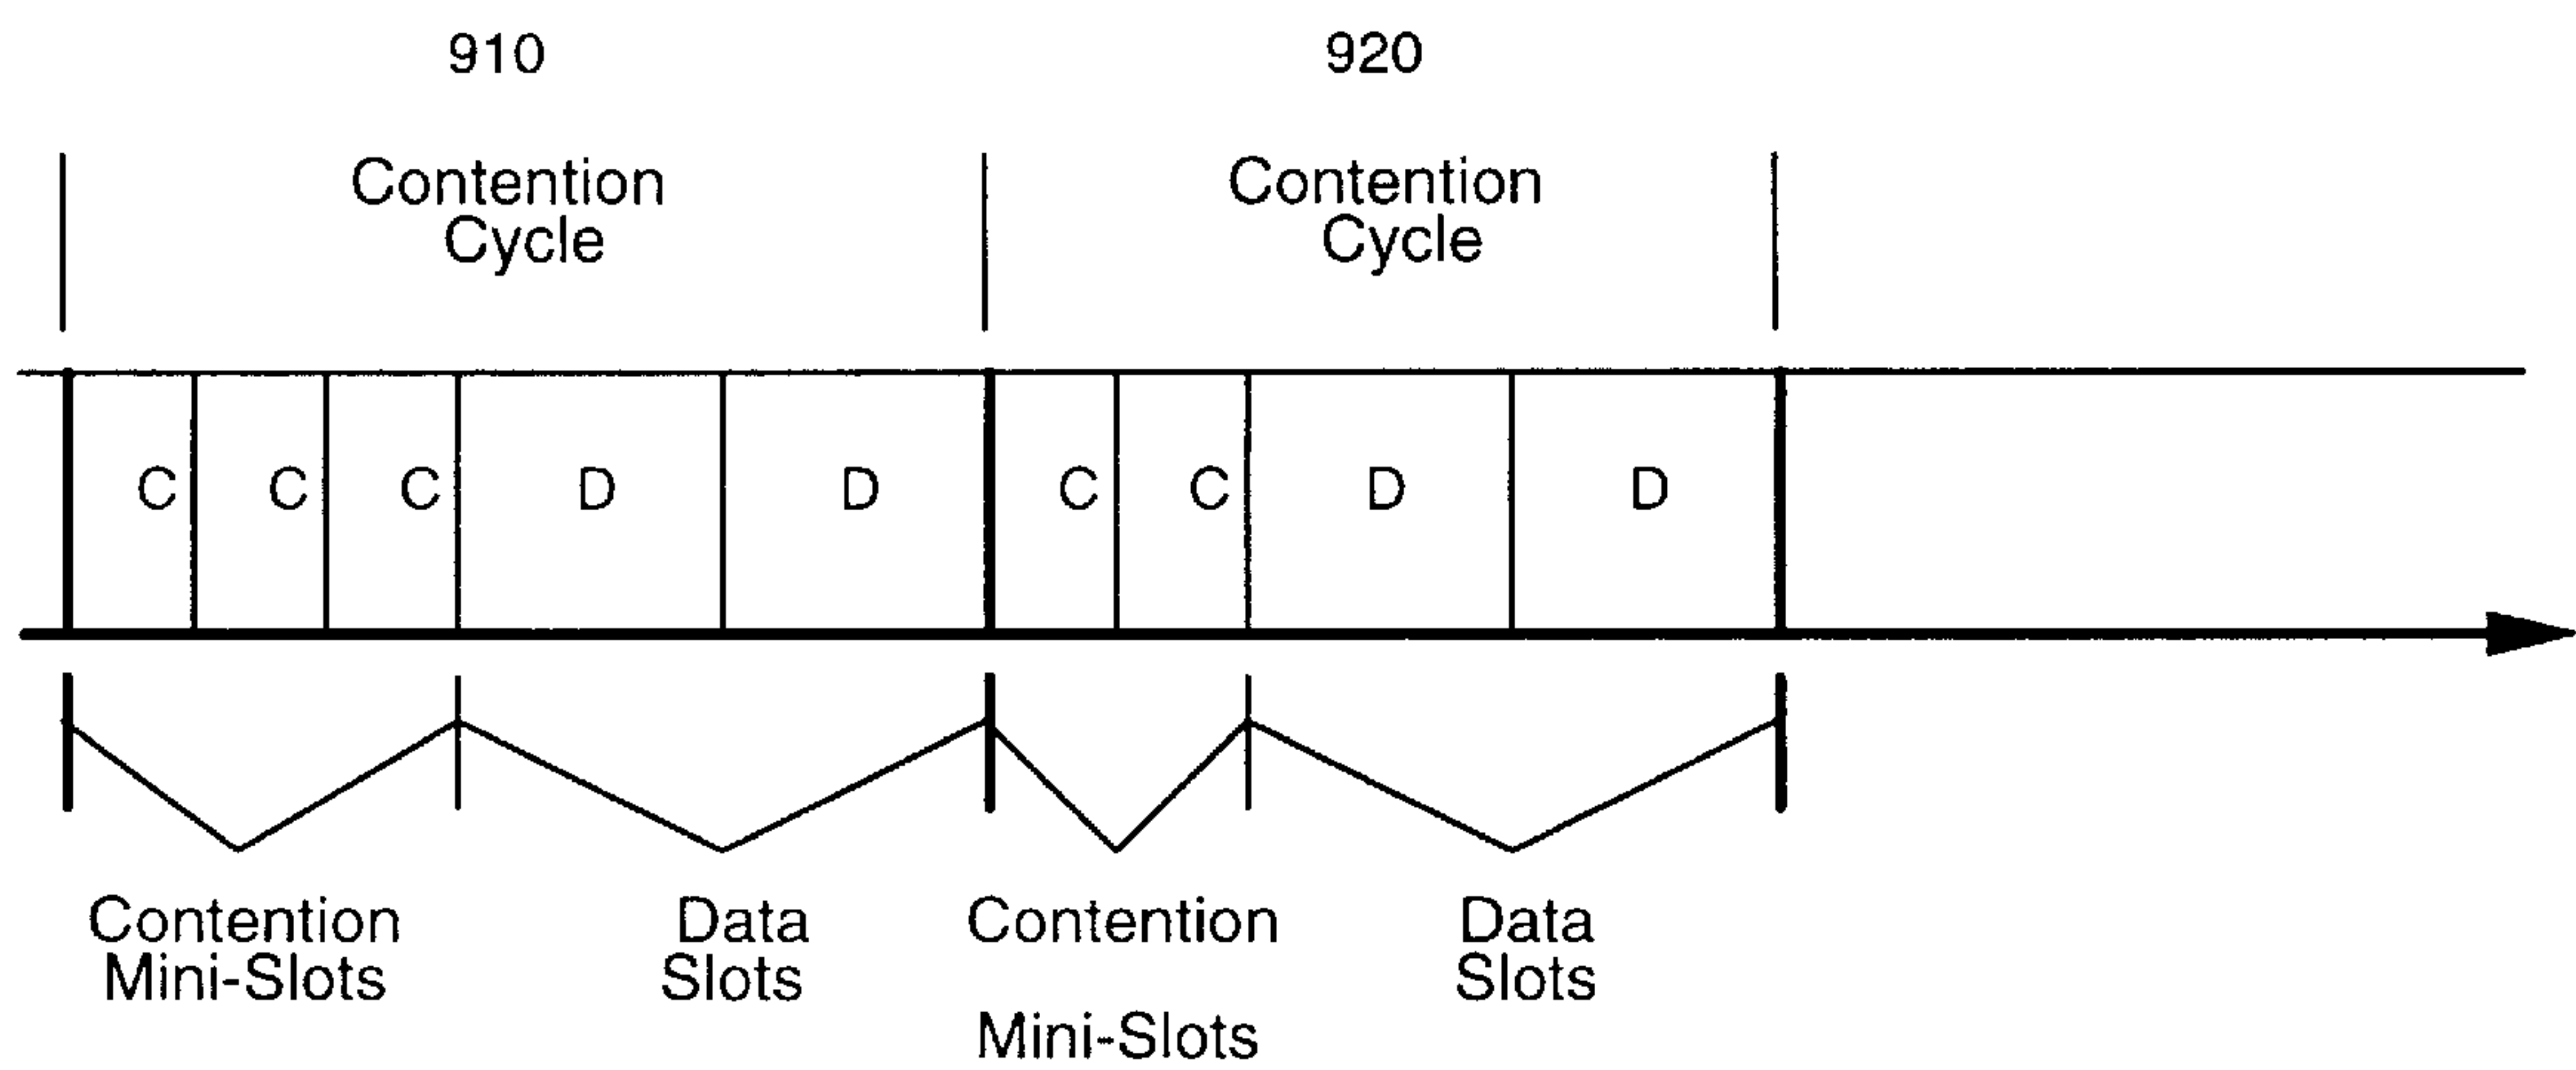 910 920
Contention Contention
Cycle Cycle
C C C D D C C D D
Contention Data Contention Data
Mini-Slots Slots Slots
Mini-Slots